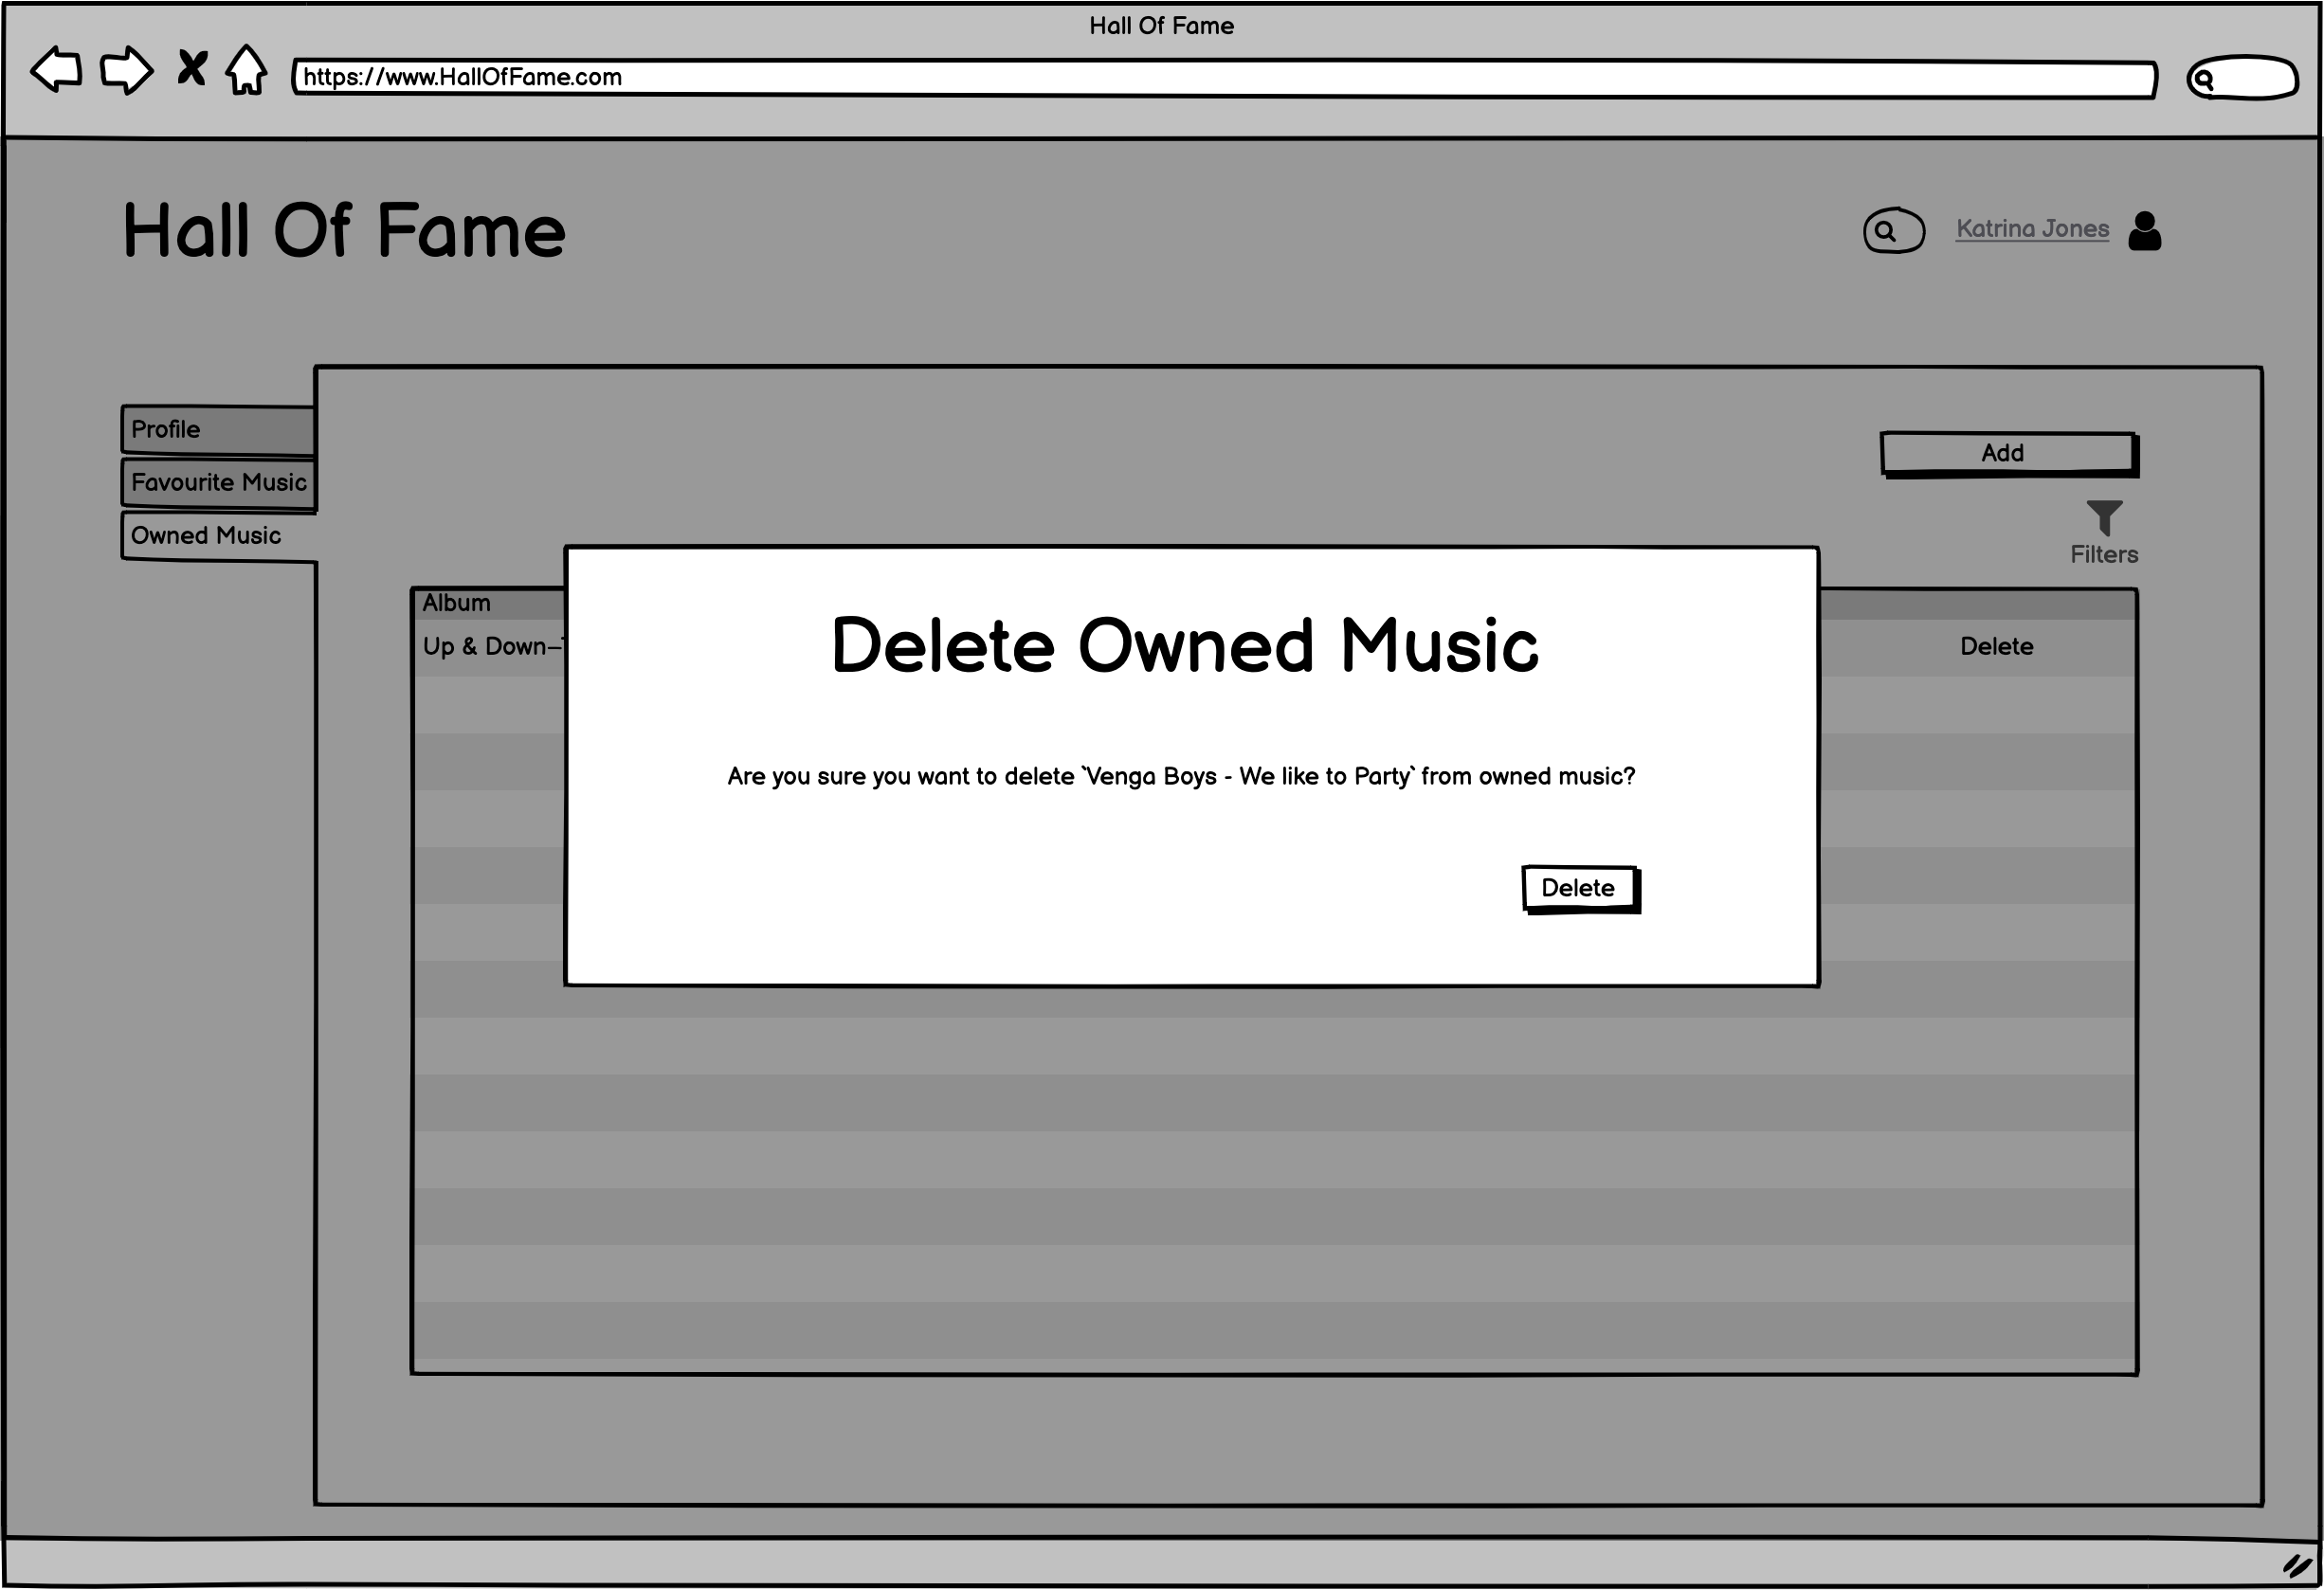 Hall Of Fame
https://www.HallOfFame.com
Hall Of Fame
Katrina Jones
Profile
Favourite Music
Owned Music
Add
Filters
Album
Up & Down–
Delete
Delete Owned Music
Are you sure you want to delete `Venga Boys - We like to Party` from owned music?
Delete